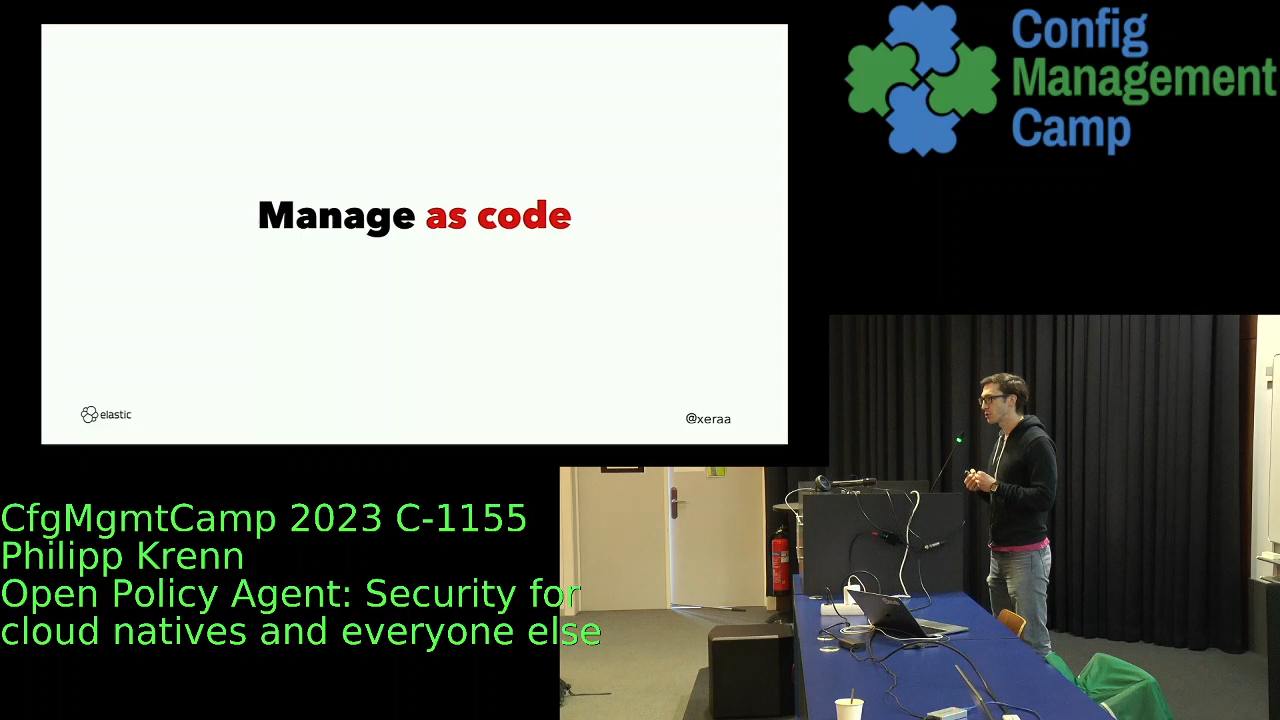 Config
Management
Camp
Manage as code
elastic
@xeraa
CfgMgmtCamp 2023 C-1155
Philipp Krenn
Open Policy Agent: Security for
cloud natives and everyone else